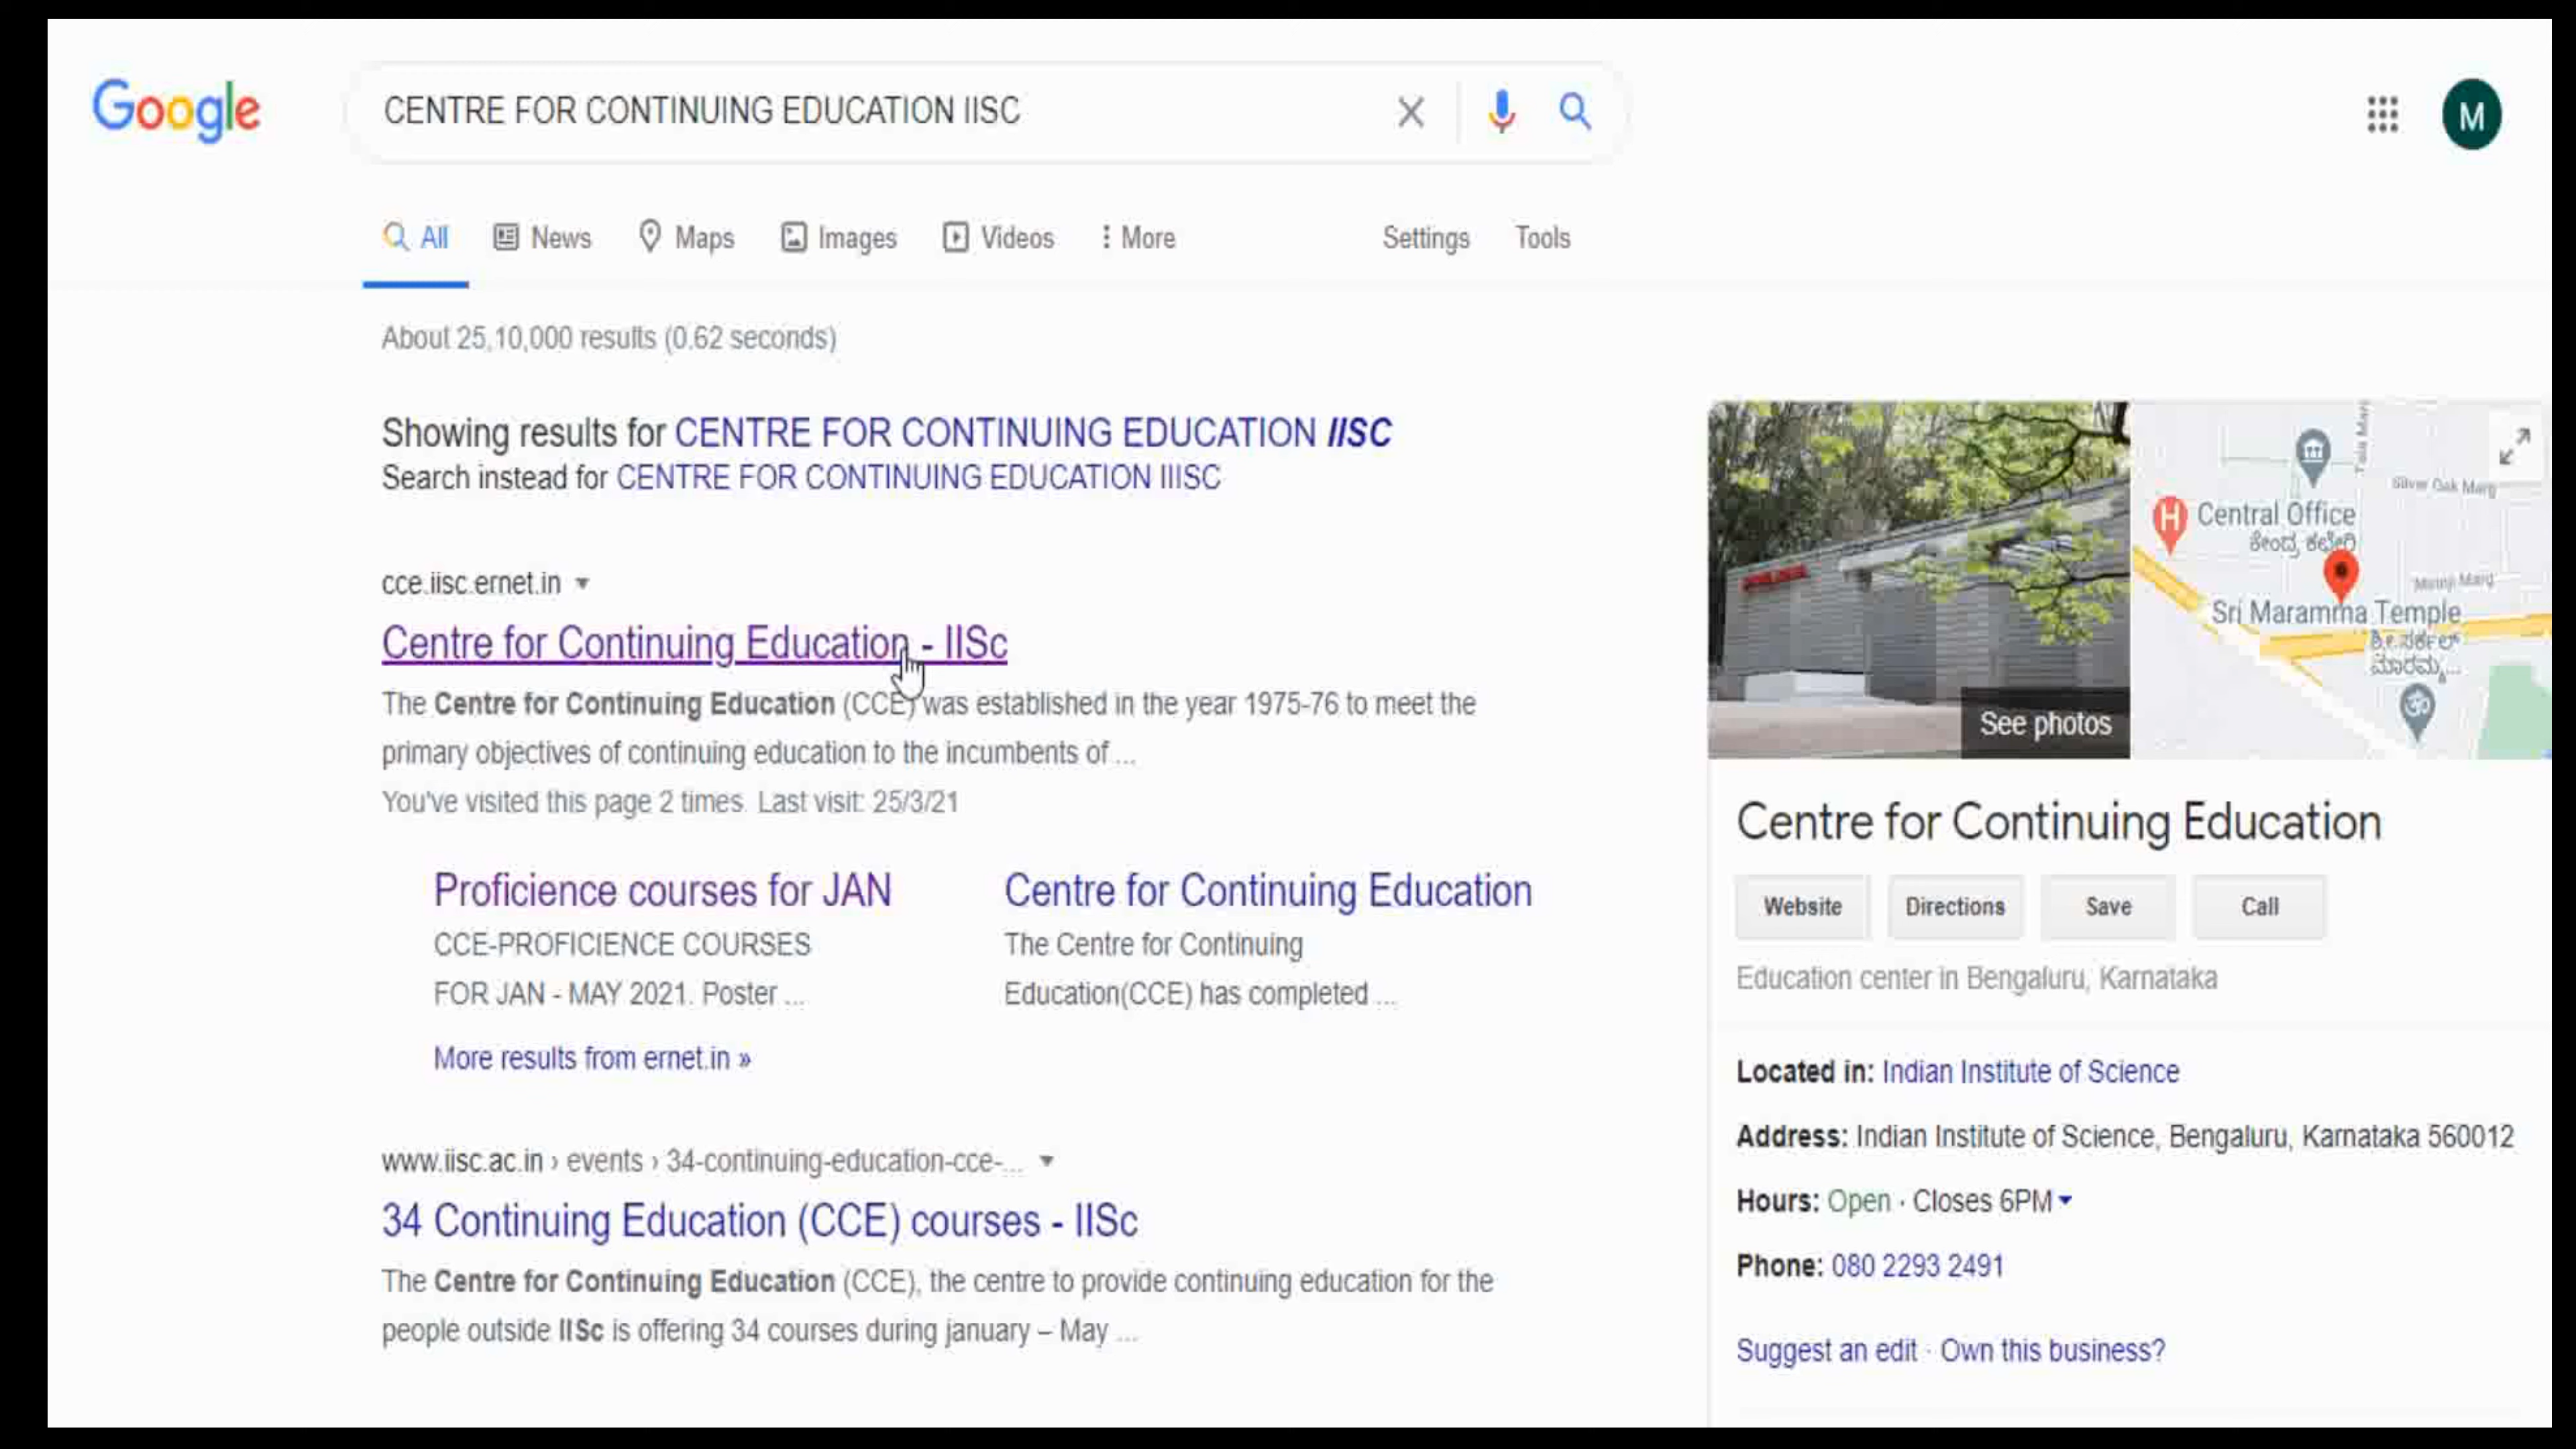 Google
CENTRE FOR CONTINUING EDUCATION IISC
M
All
News
Maps
Images
Videos
More
Settings
Tools
About 25,10,000 results (0.62 seconds)
Showing results for CENTRE FOR CONTINUING EDUCATION IISC
Search instead for CENTRE FOR CONTINUING EDUCATION IIISC
cce.iisc.ernet.in
Centre for Continuing Education - IISc
The Centre for Continuing Education (CCE) was established in the year 1975-76 to meet the
primary objectives of continuing education to the incumbents of ...
You've visited this page 2 times. Last visit: 25/3/21
Proficience courses for JAN
CCE-PROFICIENCE COURSES
FOR JAN - MAY 2021. Poster ...
Centre for Continuing Education
The Centre for Continuing
Education(CCE) has completed ...
More results from ernet.in »
www.iisc.ac.in › events › 34-continuing-education-cce-...
34 Continuing Education (CCE) courses - IISc
The Centre for Continuing Education (CCE), the centre to provide continuing education for the
people outside IISc is offering 34 courses during january – May ...
See photos
Silver Oak Marg
H
Central Office
ಕೇಂದ್ರ ಕಛೇರಿ
Sri Maramma Temple
ಮಾರಮ್ಮ...
Centre for Continuing Education
Website
Directions
Save
Call
Education center in Bengaluru, Karnataka
Located in: Indian Institute of Science
Address: Indian Institute of Science, Bengaluru, Karnataka 560012
Hours: Open · Closes 6PM
Phone: 080 2293 2491
Suggest an edit · Own this business?